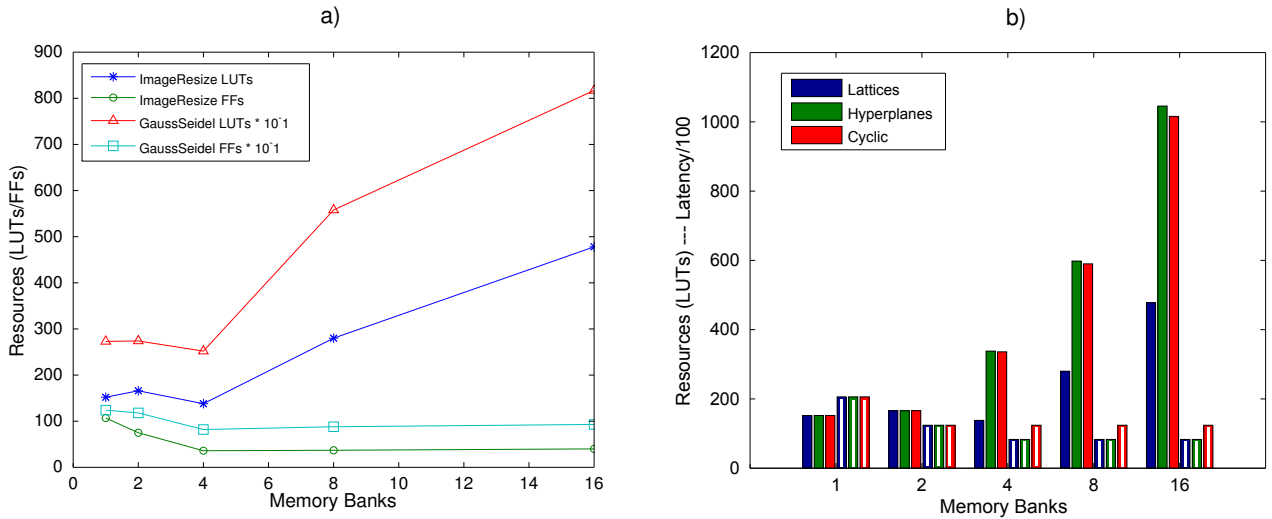 a)
900
800
700
600
500
400
300
200
100
0
Resources (LUTs/FFs)
ImageResize LUTs
ImageResize FFs
GaussSeidel LUTs * 10-1
GaussSeidel FFs * 10-1
0 2 4 6 8 10 12 14 16
Memory Banks
b)
1200
1000
800
600
400
200
0
Resources (LUTs) --- Latency/100
Lattices
Hyperplanes
Cyclic
1 2 4 8 16
Memory Banks